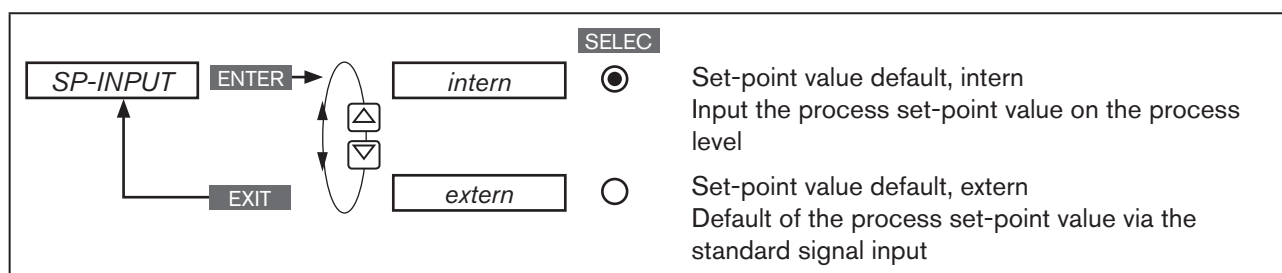 SELEC
SP-INPUT ENTER intern Set-point value default, intern
Input the process set-point value on the process
level
EXIT extern Set-point value default, extern
Default of the process set-point value via the
standard signal input